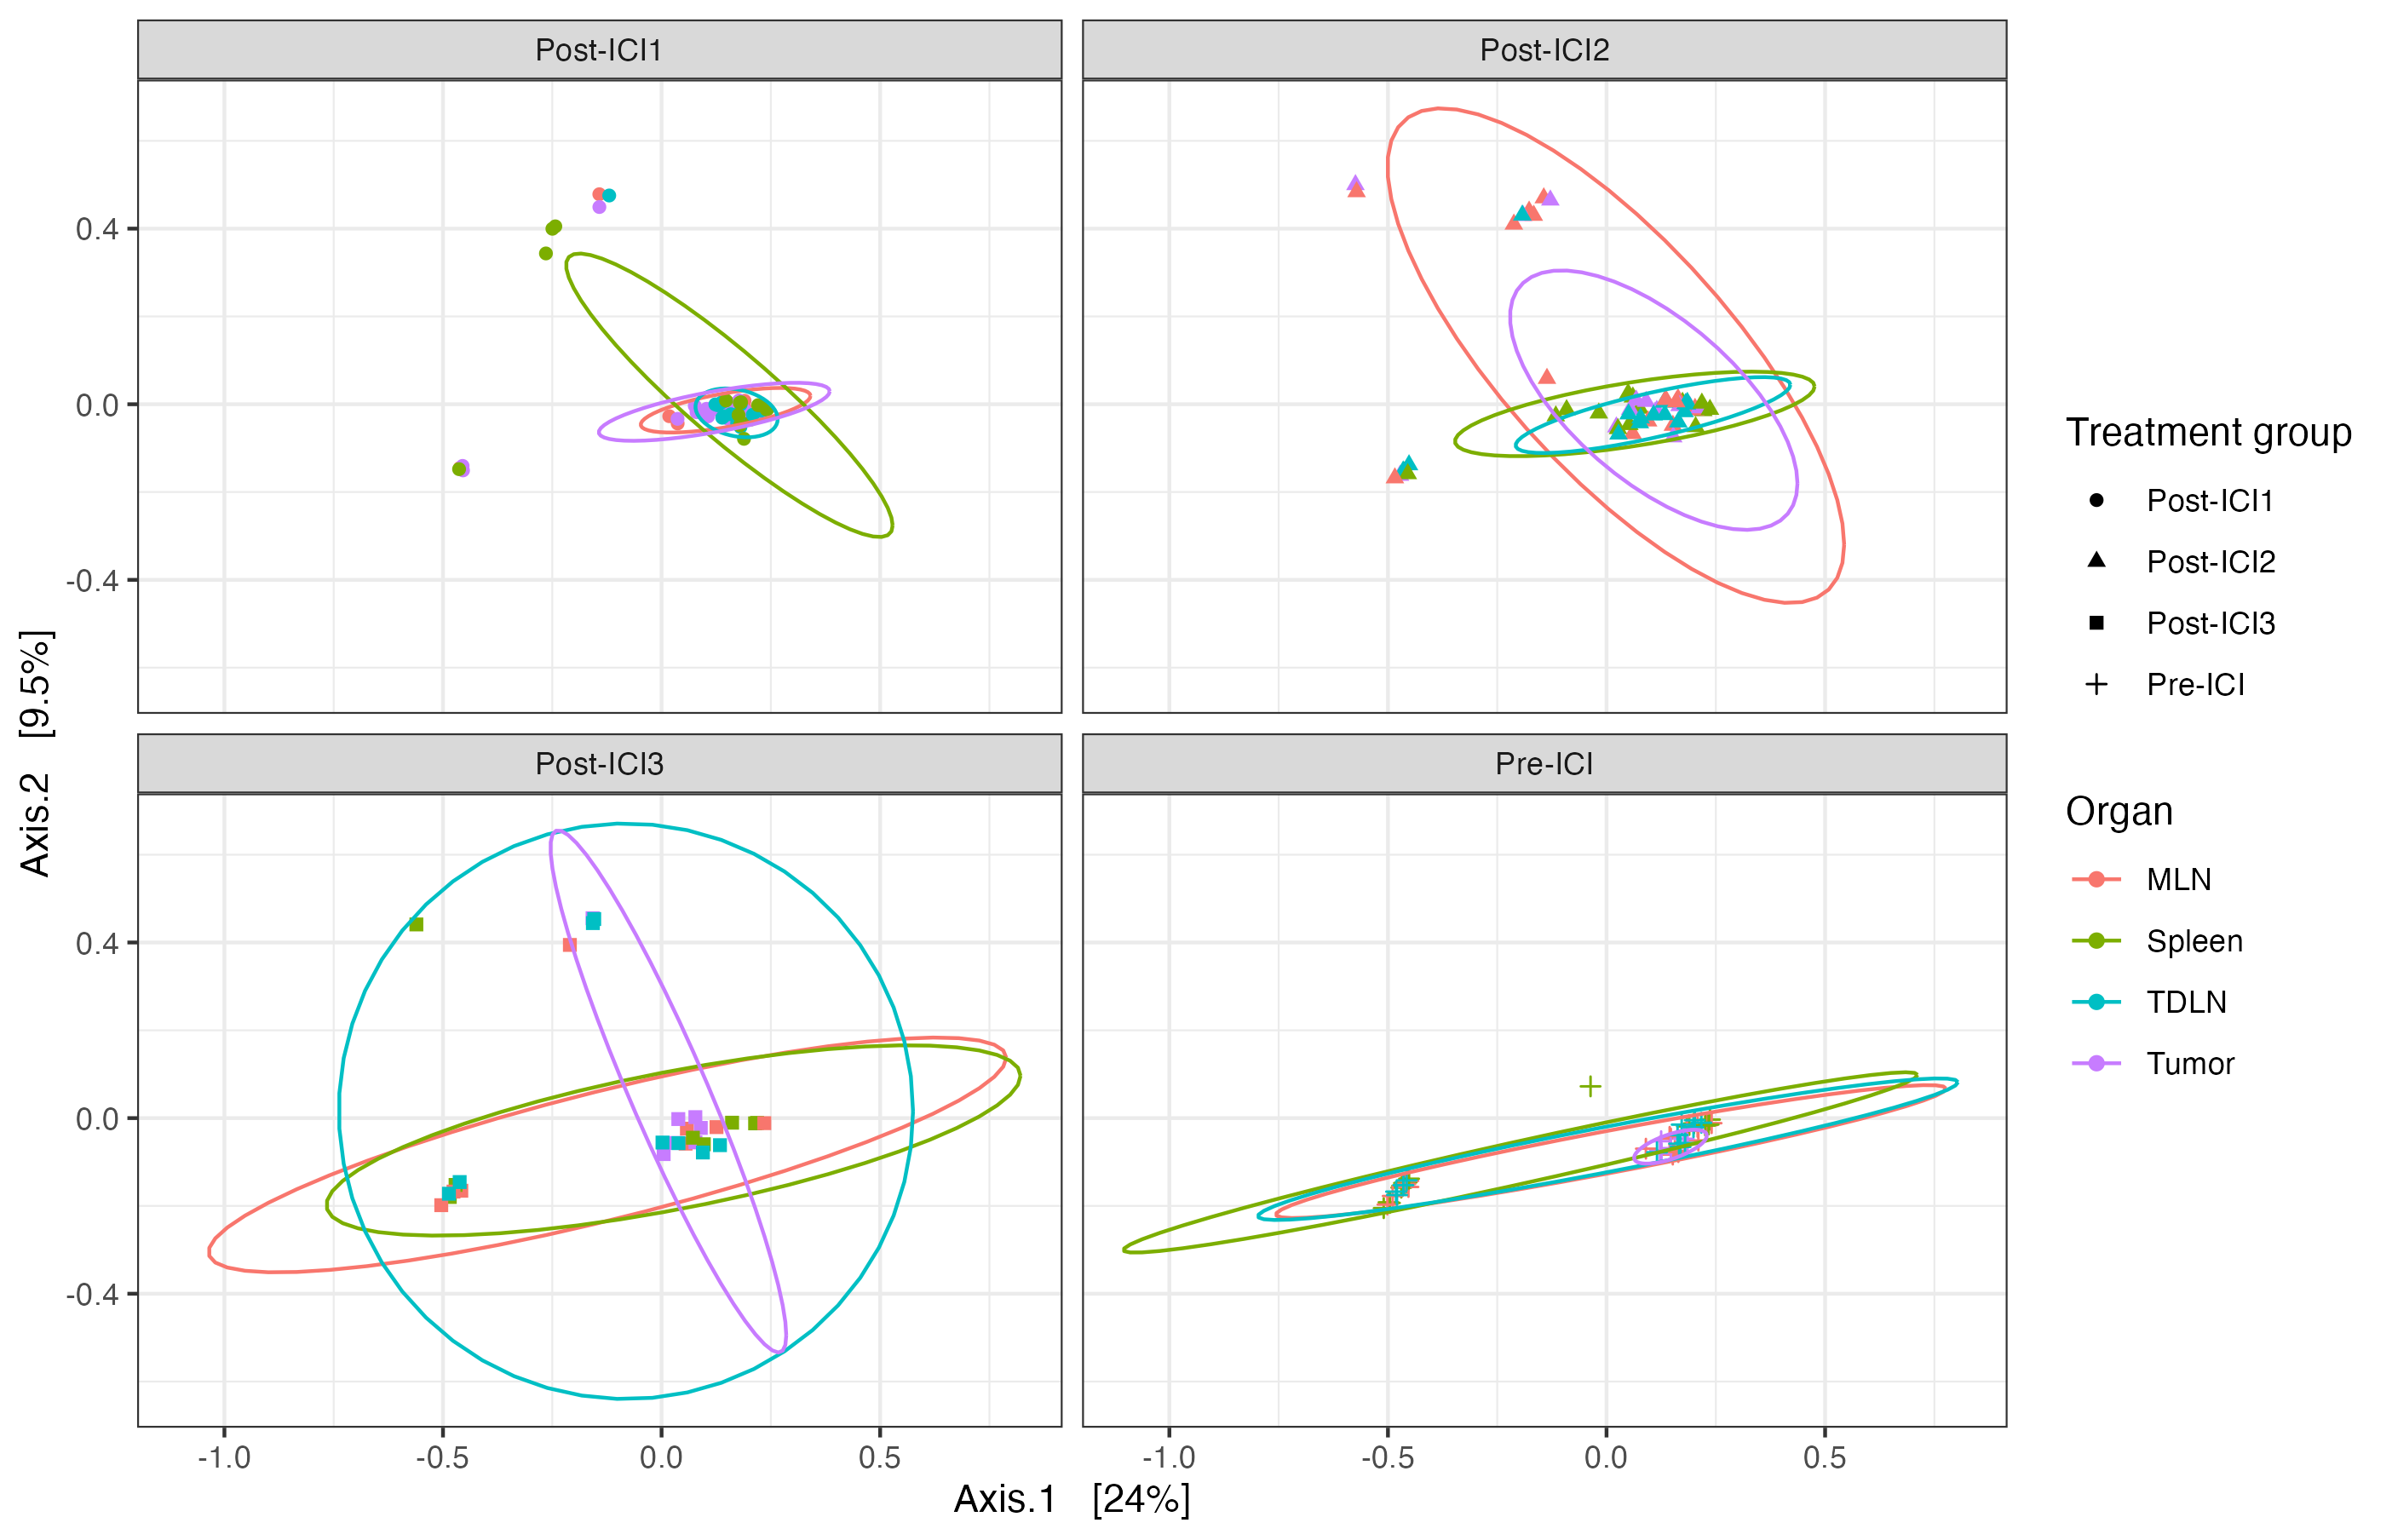 Post-ICI1
Post-ICI2
0.4
0.0
-0.4
Post-ICI3
Pre-ICI
0.4
0.0
-0.4
-1.0
-0.5
0.0
0.5
-1.0
-0.5
0.0
0.5
Axis.1 [24%]
Axis.2 [9.5%]
Treatment group
Post-ICI1
Post-ICI2
Post-ICI3
Pre-ICI
Organ
MLN
Spleen
TDLN
Tumor